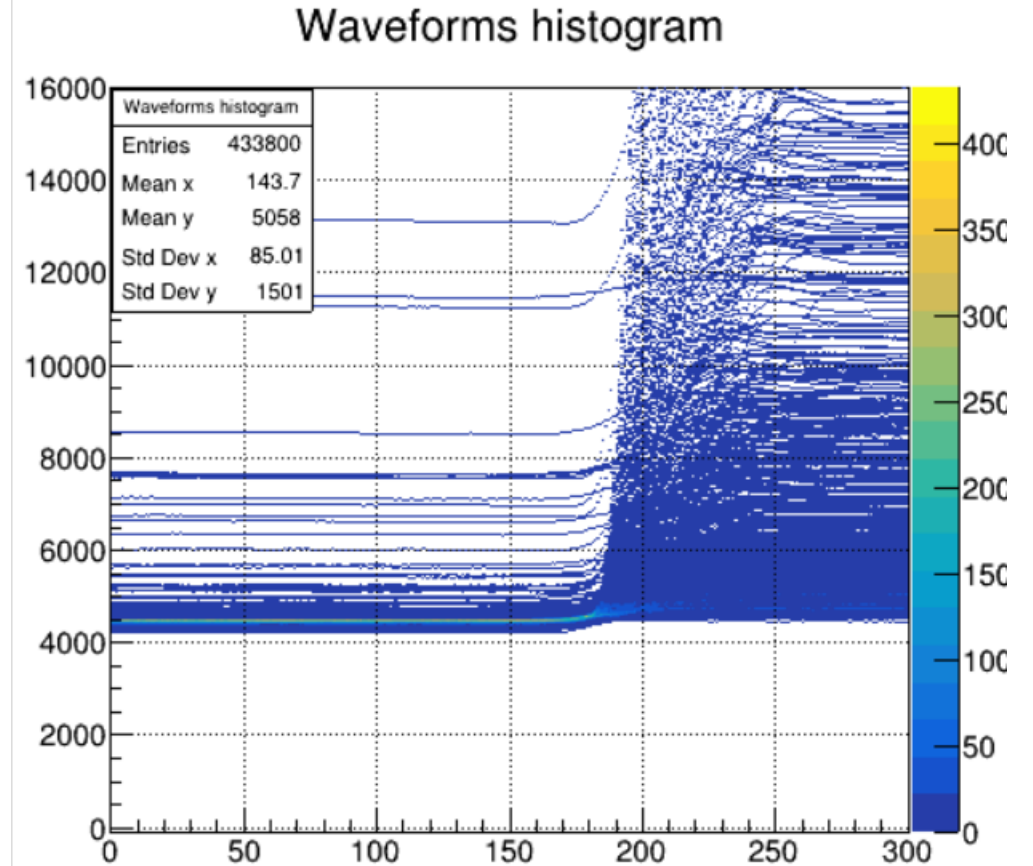 Waveforms histogram
16000
14000
12000
10000
8000
6000
4000
2000
0
Waveforms histogram
Entries 433800
Mean x 143.7
Mean y 5058
Std Dev x 85.01
Std Dev y 1501
0 50 100 150 200 250 300
400
350
300
250
200
150
100
50
0